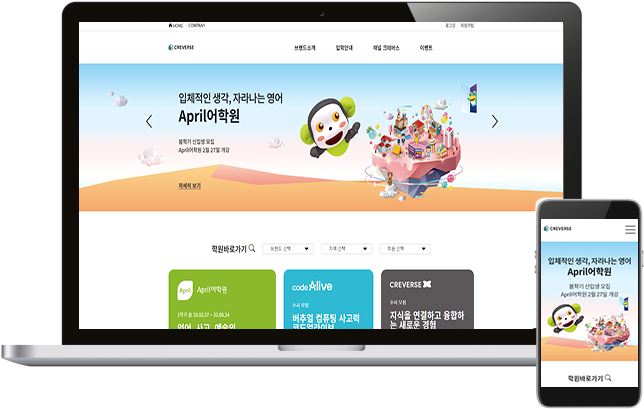 HOME COMPANY
로그인 회원가입
CREVERSE
브랜드소개 입학안내 채널 크레버스 이벤트
입체적인 생각, 자라나는 영어
April어학원
봄학기 신입생 모집
April어학원 2월 27일 개강
자세히 보기
학원바로가기
브랜드 선택 지역 선택 학원 선택
April April어학원
1학기 봄 23.02.27 ~ 23.05.24
언어, 사고, 예술의
code Alive
수시 모집
버추얼 컴퓨팅 사고력
코드얼라이브
CREVERSE
수시 모집
지식을 연결하고 융합하
는 새로운 경험
CREVERSE
입체적인 생각, 자라나는 영어
April어학원
봄학기 신입생 모집
April어학원 2월 27일 개강
학원바로가기